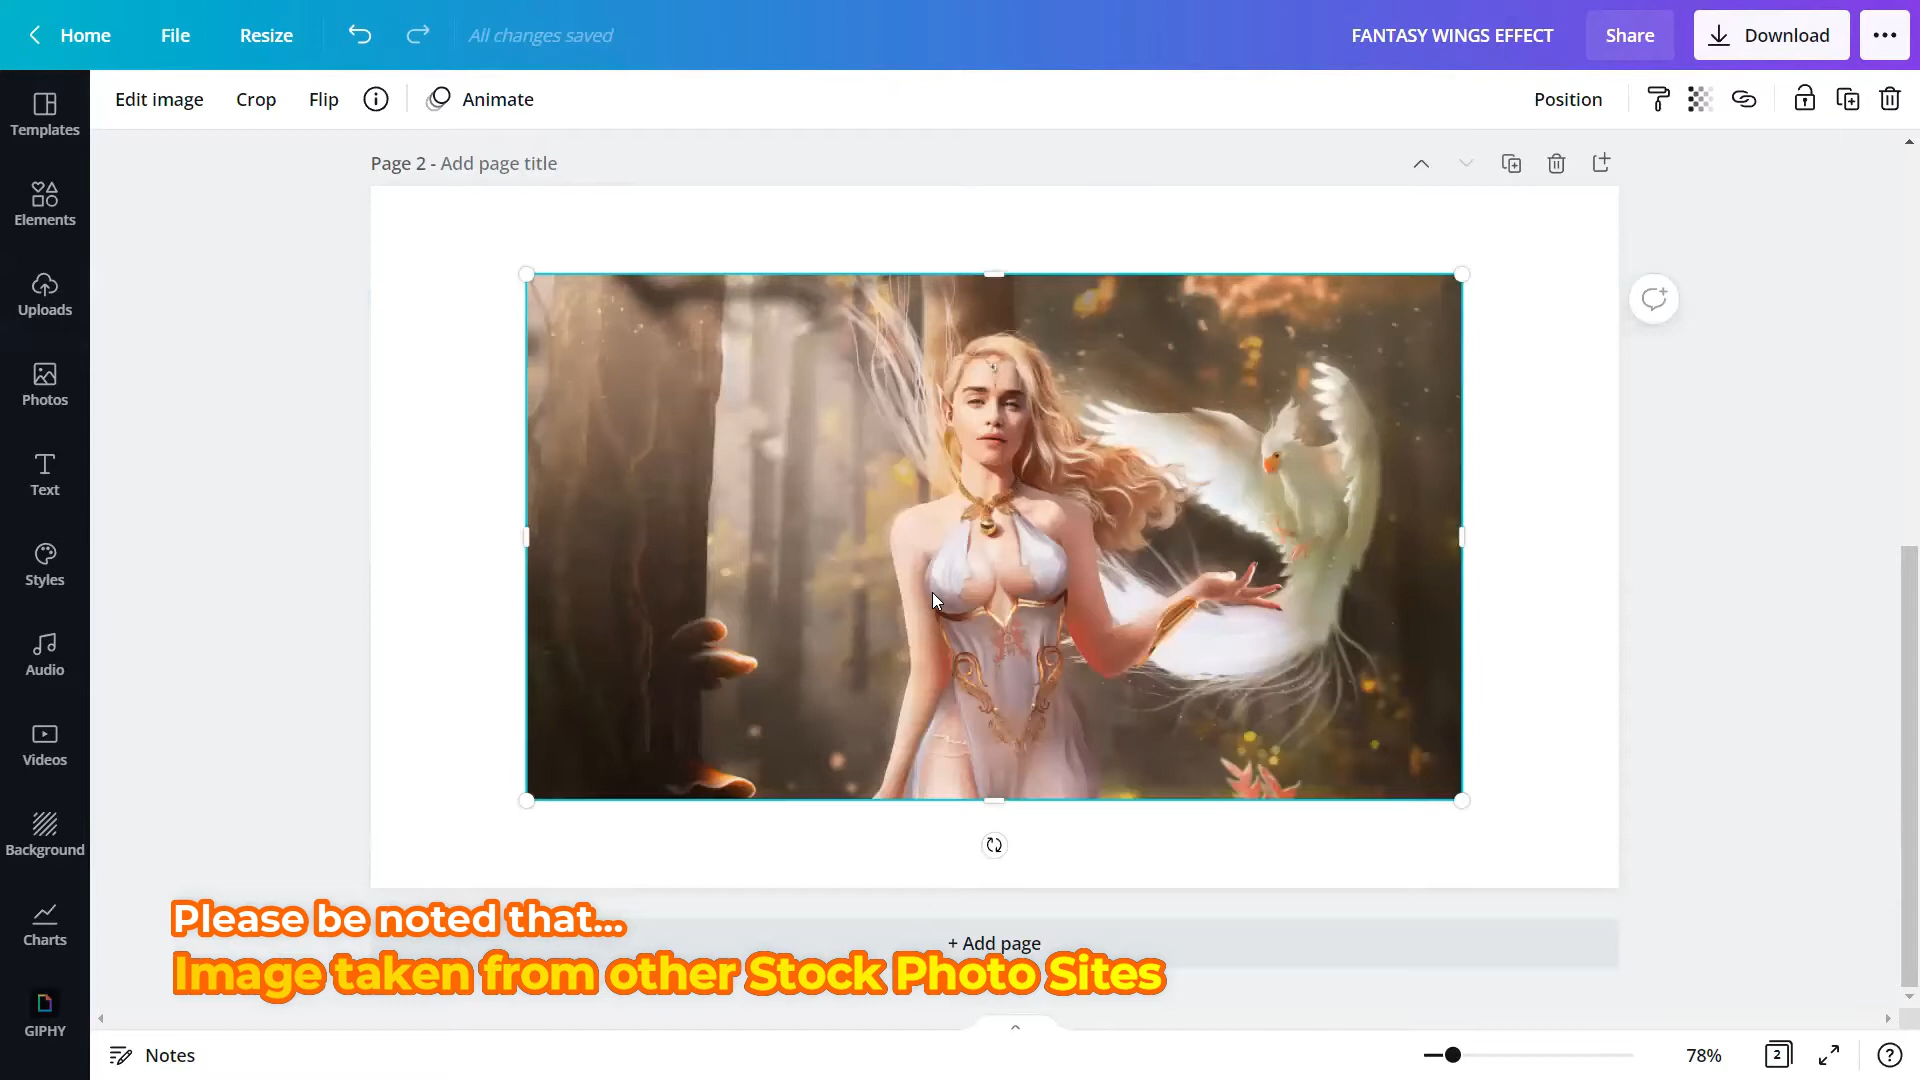 Home File Resize All changes saved FANTASY WINGS EFFECT Share Download
Edit image Crop Flip Animate Position
Templates
Elements
Uploads
Photos
Text
Styles
Audio
Videos
Background
Charts
GIPHY
Page 2 - Add page title
+ Add page
Please be noted that...
Image taken from other Stock Photo Sites
Notes 78% 2